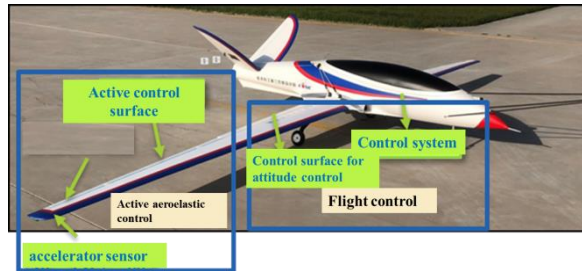 Active control
surface
Control surface for
attitude control
Control system
Active aeroelastic
control
Flight control
accelerator sensor